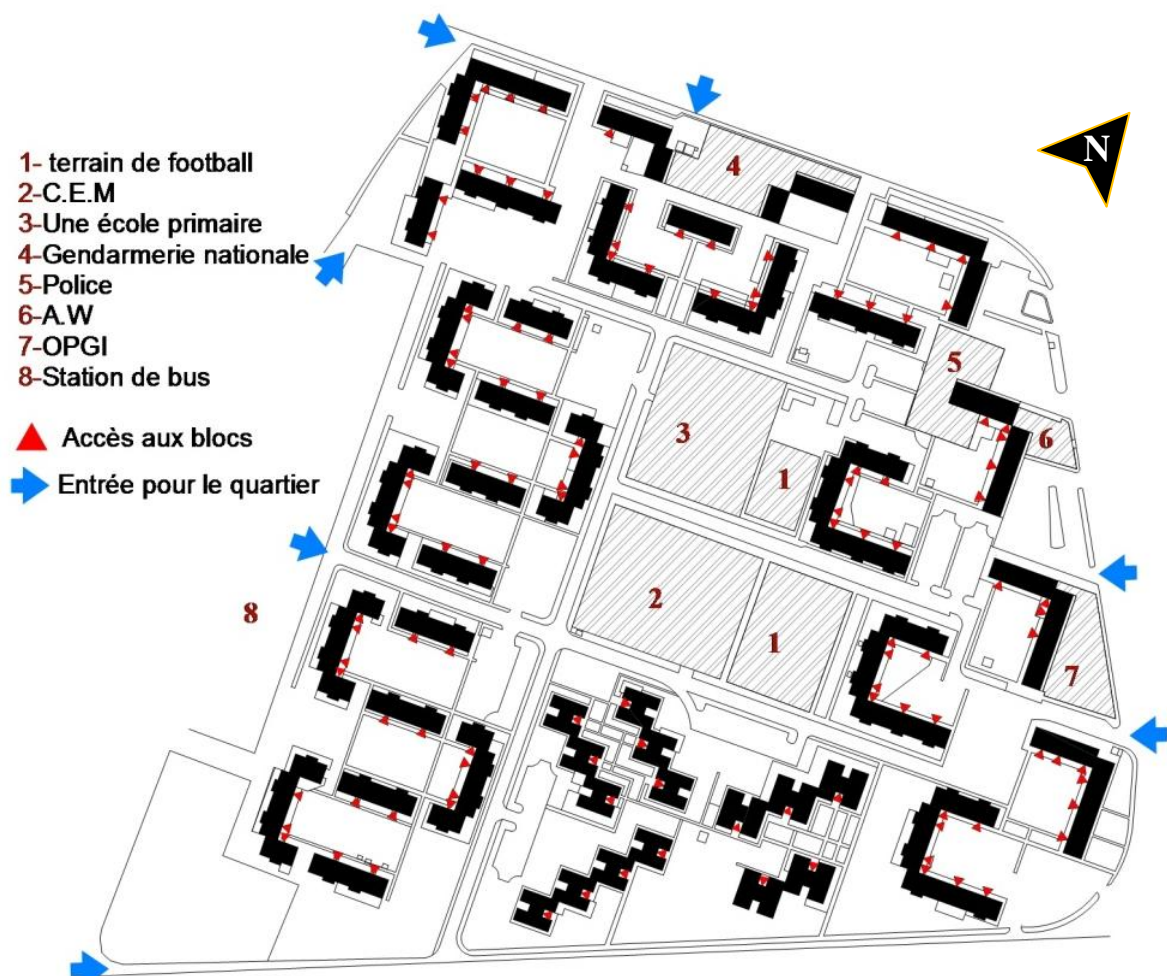 1- terrain de football
2-C.E.M
3-Une école primaire
4-Gendarmerie nationale
5-Police
6-A.W
7-OPGI
8-Station de bus
Accès aux blocs
Entrée pour le quartier
N
4
5
6
3
1
2
1
8
7